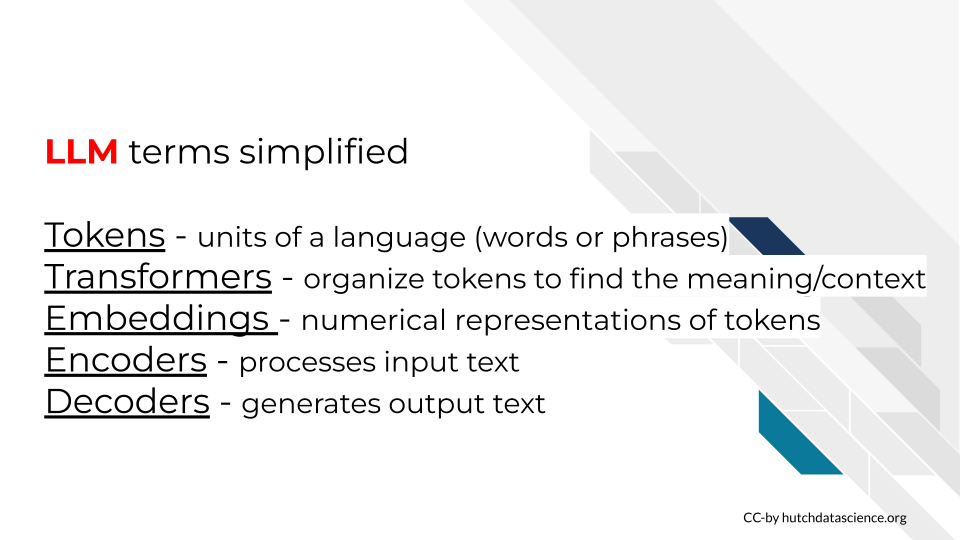 LLM terms simplified
Tokens - units of a language (words or phrases)
Transformers - organize tokens to find the meaning/context
Embeddings - numerical representations of tokens
Encoders - processes input text
Decoders - generates output text
CC-by hutchdatascience.org